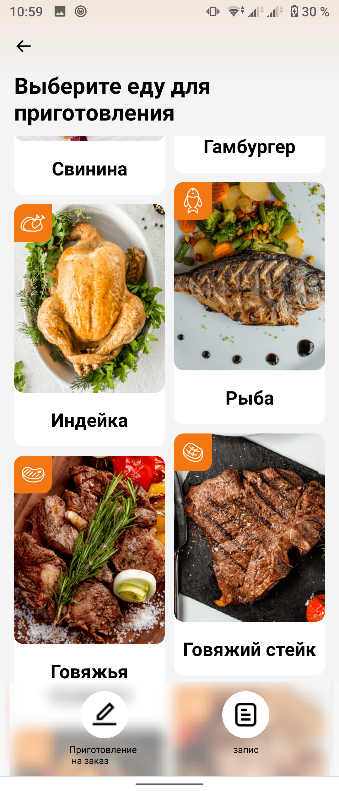 10:59
30 %
Выберите еду для
приготовления
Свинина
Гамбургер
Индейка
Рыба
Говяжья
Говяжий стейк
Приготовление
на заказ
запис